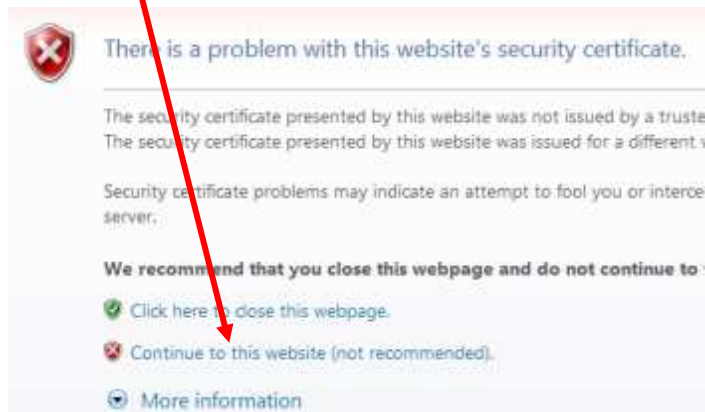 There is a problem with this website's security certificate.
The security certificate presented by this website was not issued by a truste
The security certificate presented by this website was issued for a different
Security certificate problems may indicate an attempt to fool you or interce
server.
We recommend that you close this webpage and do not continue to
Click here to close this webpage.
Continue to this website (not recommended).
More information